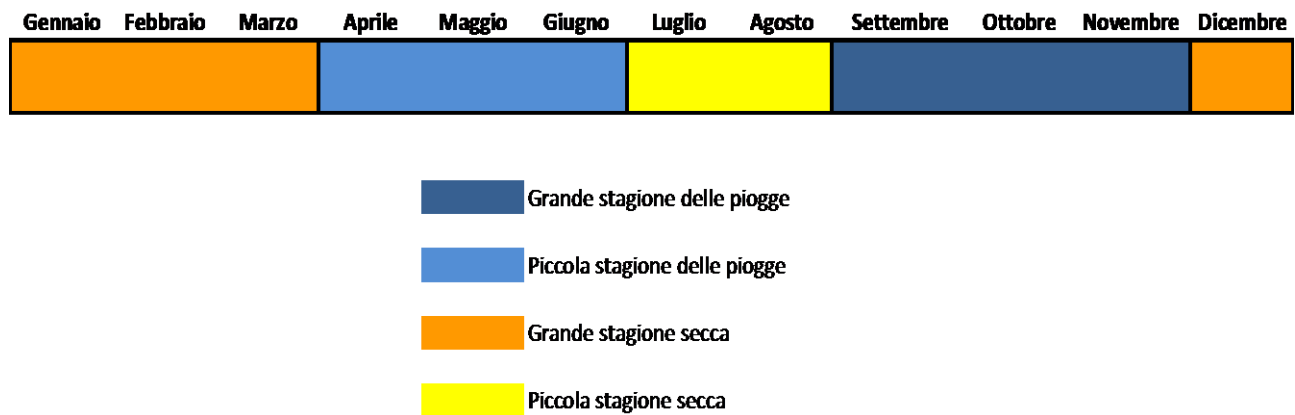 Gennaio Febbraio Marzo Aprile Maggio Giugno Luglio Agosto Settembre Ottobre Novembre Dicembre
Grande stagione delle piogge
Piccola stagione delle piogge
Grande stagione secca
Piccola stagione secca